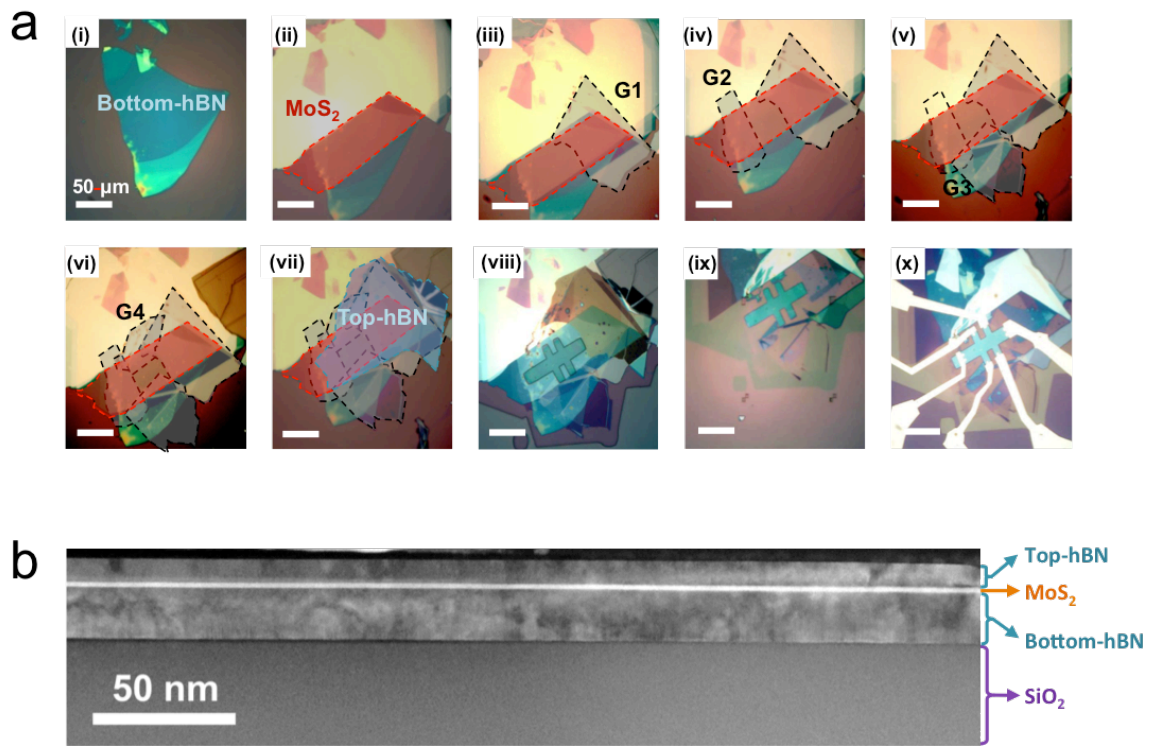 a
(i)
Bottom-hBN
50 μm
(ii)
MoS₂
(iii)
G1
(iv)
G2
(v)
G3
(vi)
G4
(vii)
Top-hBN
(viii)
(ix)
(x)
b
50 nm
Top-hBN
MoS₂
Bottom-hBN
SiO₂